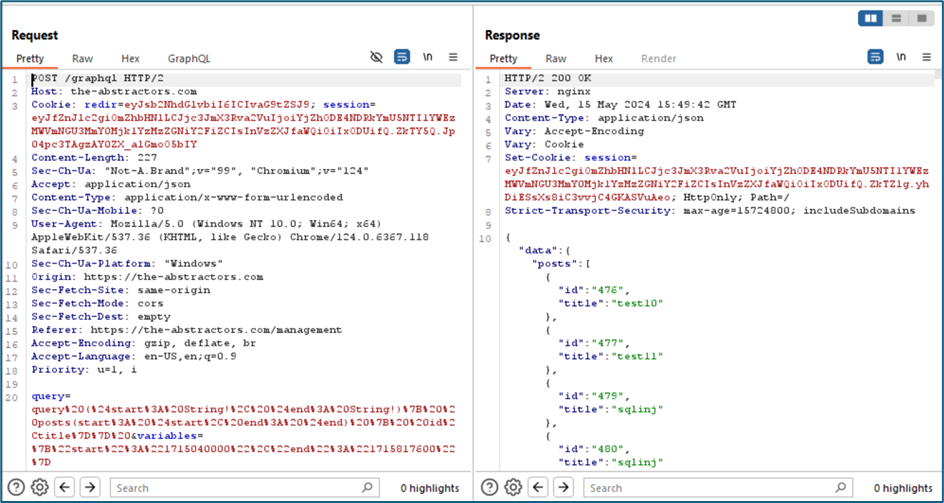 Request
Pretty Raw Hex GraphQL \n
1 POST /graphql HTTP/2
2 Host: the-abstractors.com
3 Cookie: redir=eyJsb2NhdGlvbiI6ICIvaG9tZSJ9; session=
4 Content-Length: 227
5 Sec-Ch-Ua: "Not-A.Brand";v="99", "Chromium";v="124"
6 Accept: application/json
7 Content-Type: application/x-www-form-urlencoded
8 Sec-Ch-Ua-Mobile: ?0
9 User-Agent: Mozilla/5.0 (Windows NT 10.0; Win64; x64)
AppleWebKit/537.36 (KHTML, like Gecko) Chrome/124.0.6367.118
Safari/537.36
10 Sec-Ch-Ua-Platform: "Windows"
11 Origin: https://the-abstractors.com
12 Sec-Fetch-Site: same-origin
13 Sec-Fetch-Mode: cors
14 Sec-Fetch-Dest: empty
15 Referer: https://the-abstractors.com/management
16 Accept-Encoding: gzip, deflate, br
17 Accept-Language: en-US,en;q=0.9
18 Priority: u=1, i
19
20 query=
query%20(%24start%3A%20String!%2C%20%24end%3A%20String!)%7B%20%2
0posts(start%3A%20%24start%2C%20end%3A%20%24end)%20%7B%20%20id%2
Ctitle%7D%7D%20&variables=
%7B%22start%22%3A%221715040000%22%2C%22end%22%3A%221715817600%22
%7D
Search 0 highlights
Response
Pretty Raw Hex Render \n
1 HTTP/2 200 OK
2 Server: nginx
3 Date: Wed, 15 May 2024 15:49:42 GMT
4 Content-Type: application/json
5 Vary: Accept-Encoding
6 Vary: Cookie
7 Set-Cookie: session=
HttpOnly; Path=/
8 Strict-Transport-Security: max-age=15724800; includeSubdomains
9
10 {
"data":{
"posts":[
{
"id":"476",
"title":"test10"
},
{
"id":"477",
"title":"test11"
},
{
"id":"479",
"title":"sqlinj"
},
{
"id":"480",
"title":"sqlinj"
Search 0 highlights